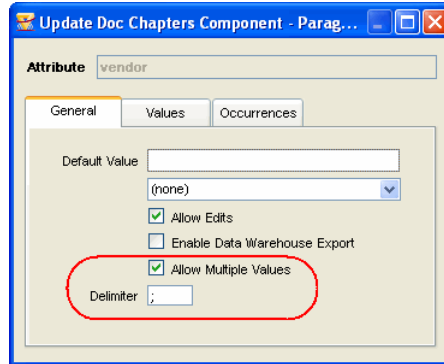 Update Doc Chapters Component - Parag...
Attribute vendor
General Values Occurrences
Default Value
(none)
Allow Edits
Enable Data Warehouse Export
Allow Multiple Values
Delimiter ;